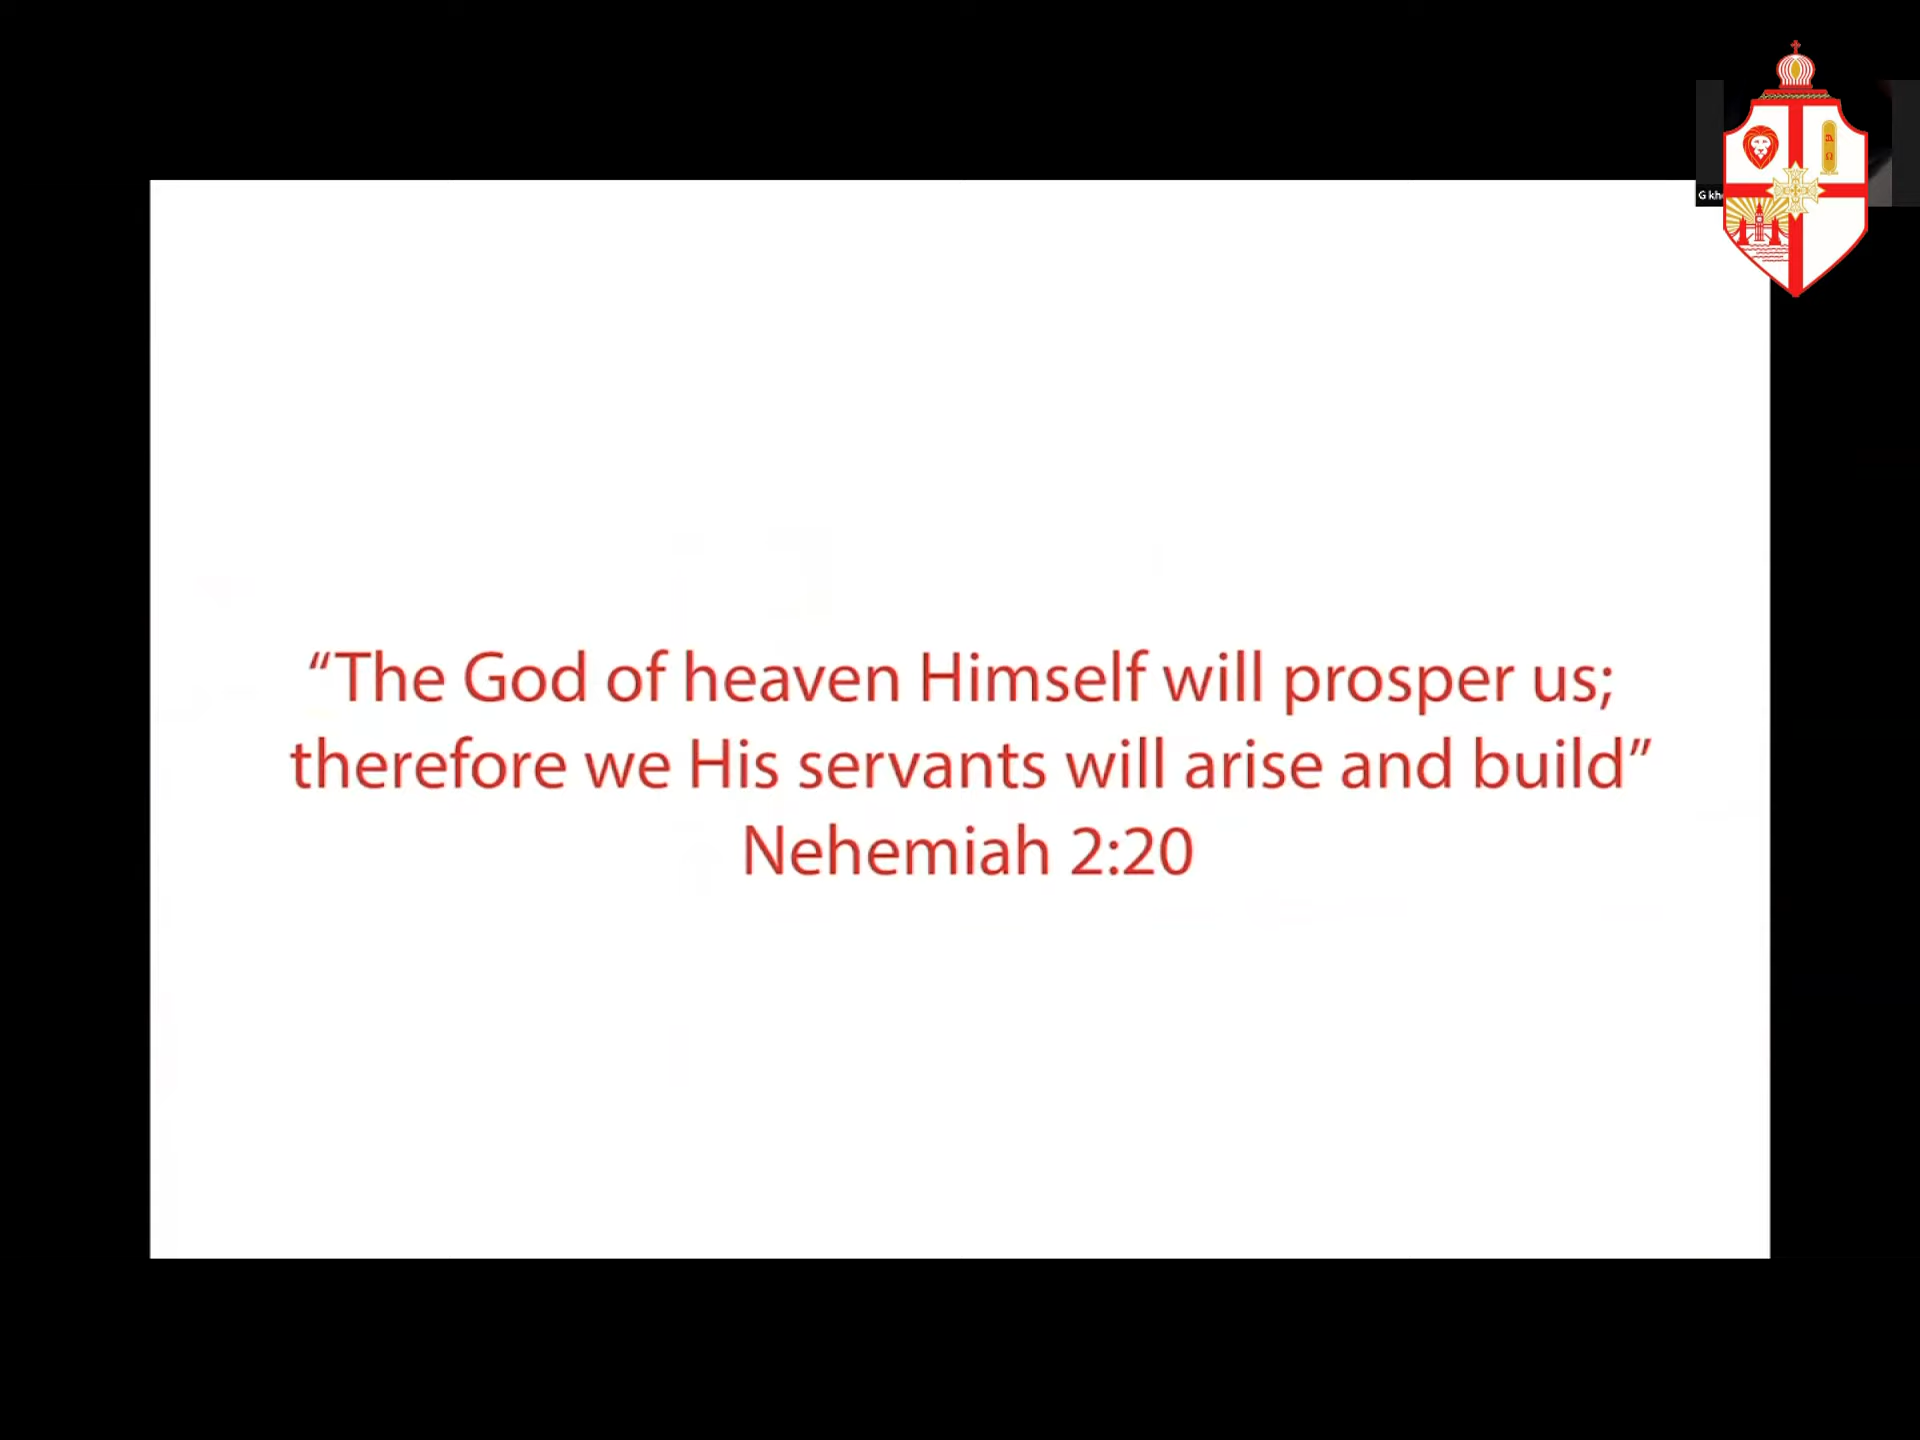 “The God of heaven Himself will prosper us;
therefore we His servants will arise and build”
Nehemiah 2:20